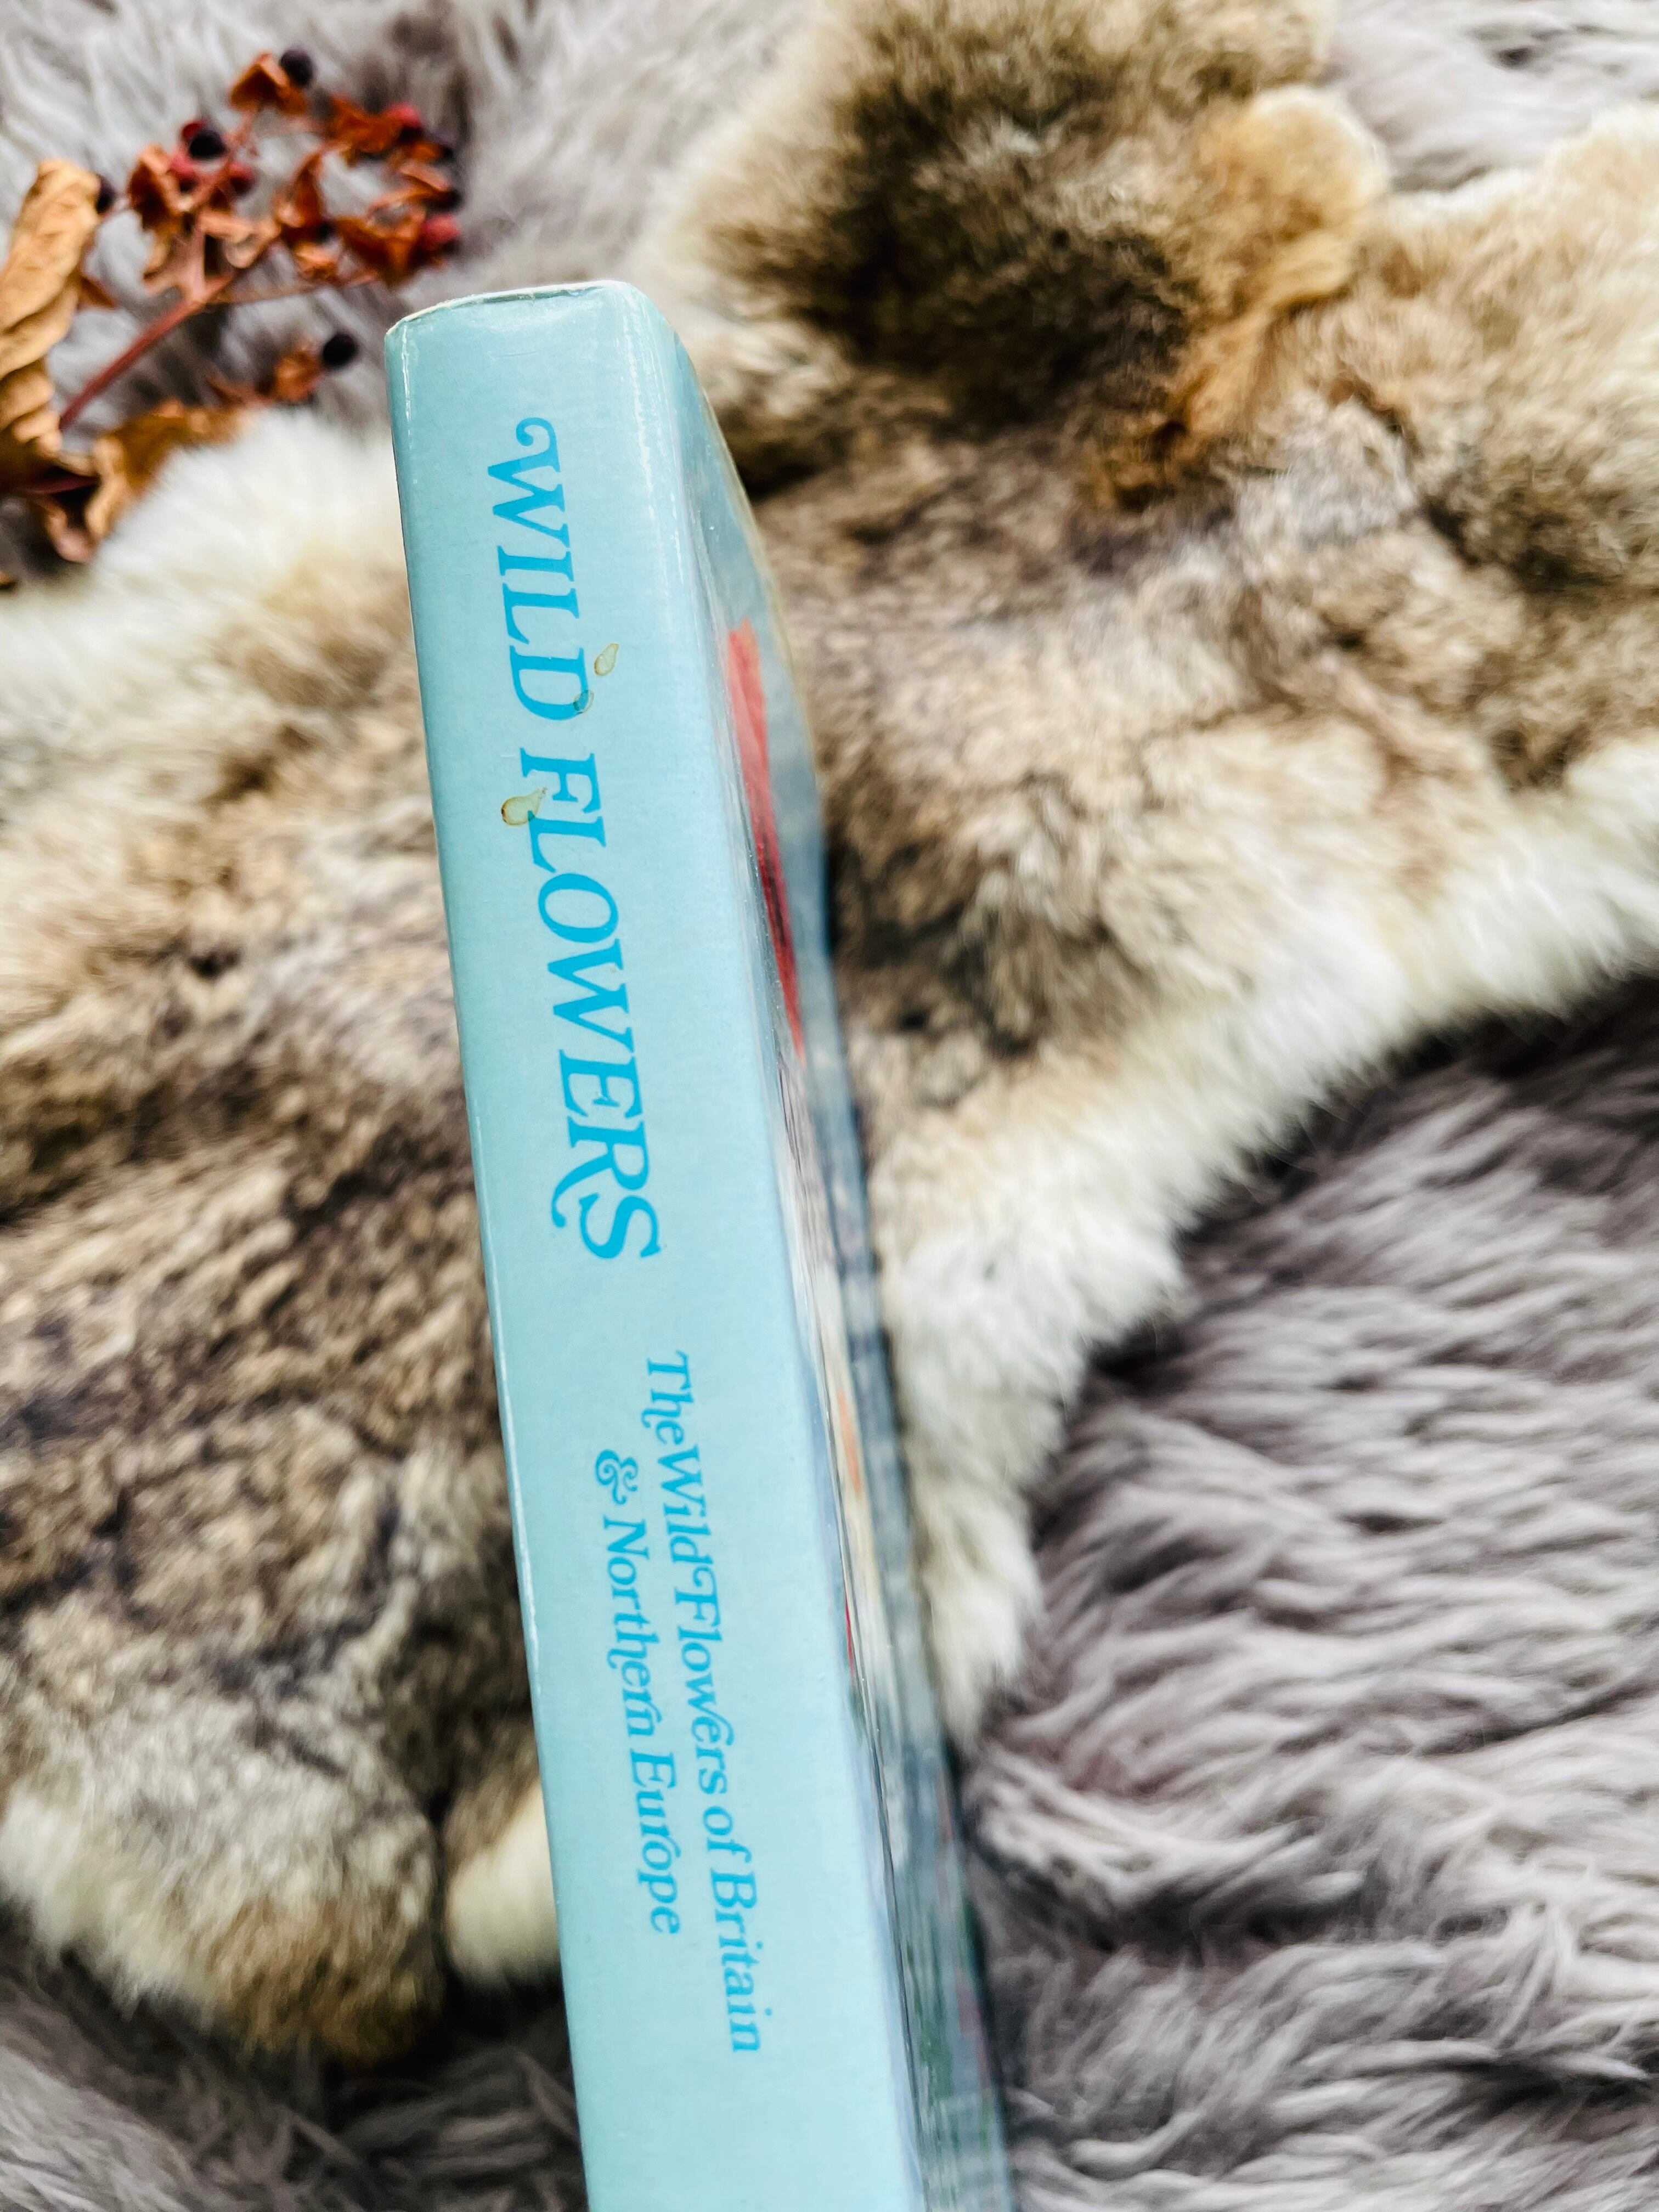 WILD FLOWERS
The Wild Flowers of Britain
& Northern Europe